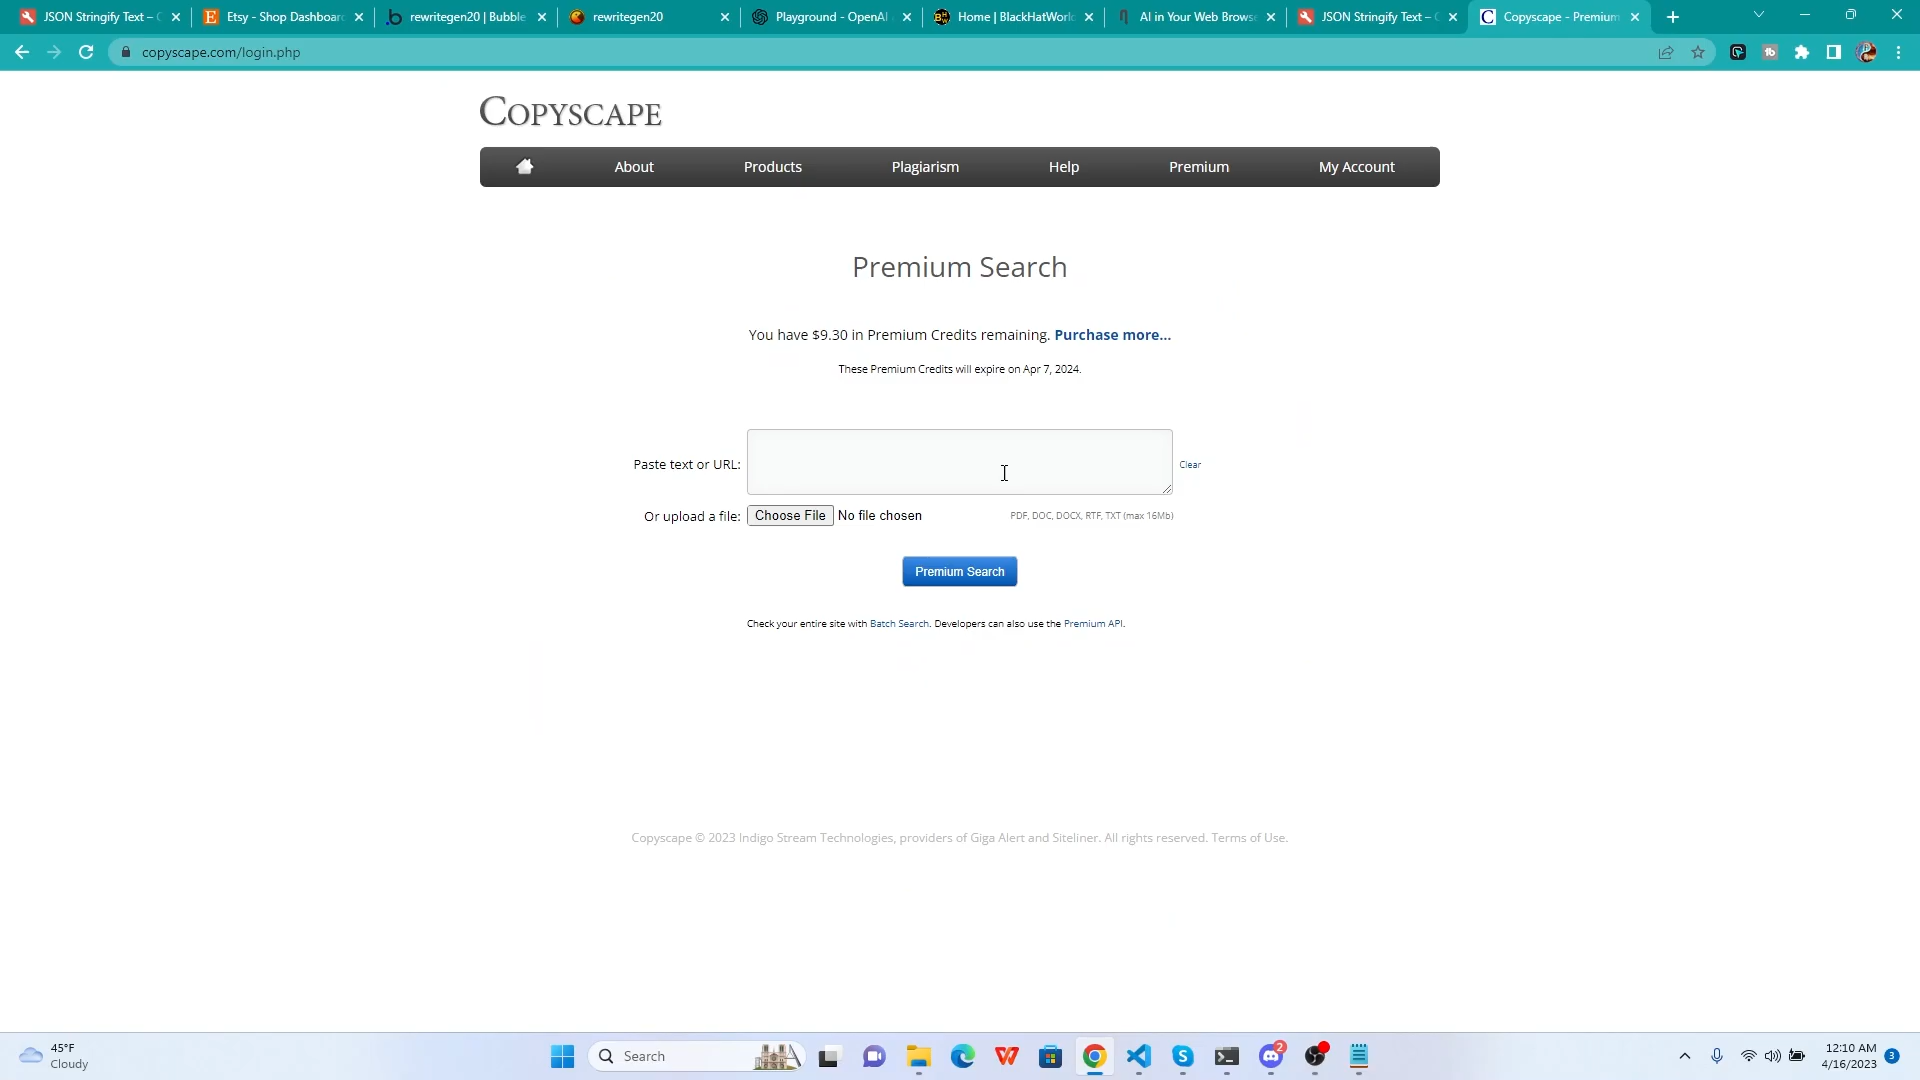 JSON Stringify Text –
Etsy - Shop Dashboard
rewritegen20 | Bubble
rewritegen20
Playground - OpenAI
Home | BlackHatWorld
AI in Your Web Browse
JSON Stringify Text –
Copyscape - Premium
copyscape.com/login.php
COPYSCAPE
About
Products
Plagiarism
Help
Premium
My Account
Premium Search
You have $9.30 in Premium Credits remaining. Purchase more...
These Premium Credits will expire on Apr 7, 2024.
Paste text or URL:
Clear
Or upload a file: Choose File No file chosen PDF, DOC, DOCX, RTF, TXT (max 16Mb)
Premium Search
Check your entire site with Batch Search. Developers can also use the Premium API.
Copyscape © 2023 Indigo Stream Technologies, providers of Giga Alert and Siteliner. All rights reserved. Terms of Use.
45°F
Cloudy
Search
2
12:10 AM
4/16/2023
3